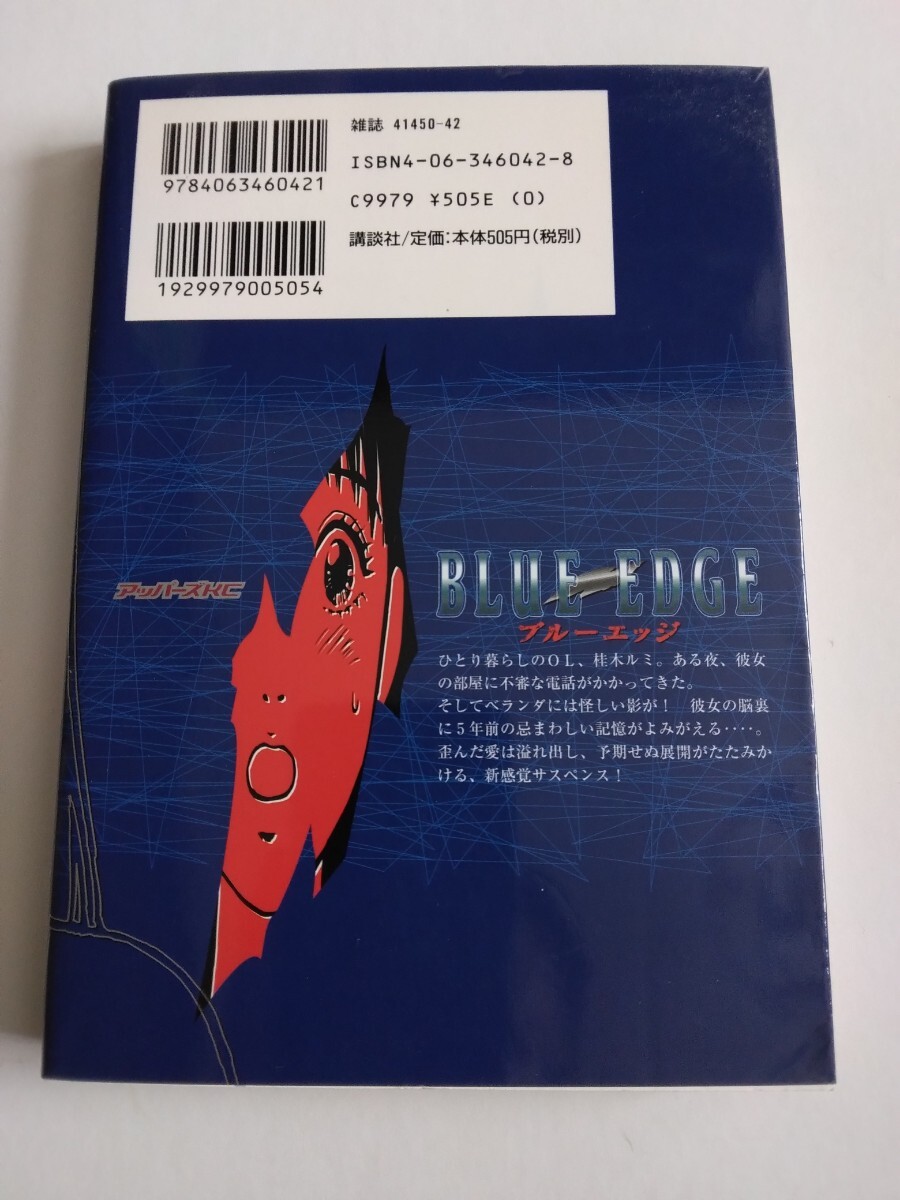 雑誌 41450-42
ISBN4-06-346042-8
9784063460421
C9979 ¥505E (0)
講談社/定価:本体505円(税別)
1929979005054
アッパーズKC
BLUE EDGE
ブルーエッジ
ひとり暮らしのOL、桂木ルミ。ある夜、彼女
の部屋に不審な電話がかかってきた。
そしてベランダには怪しい影が! 彼女の脳裏
に5年前の忌まわしい記憶がよみがえる‥‥。
歪んだ愛は溢れ出し、予期せぬ展開がたたみか
ける、新感覚サスペンス!